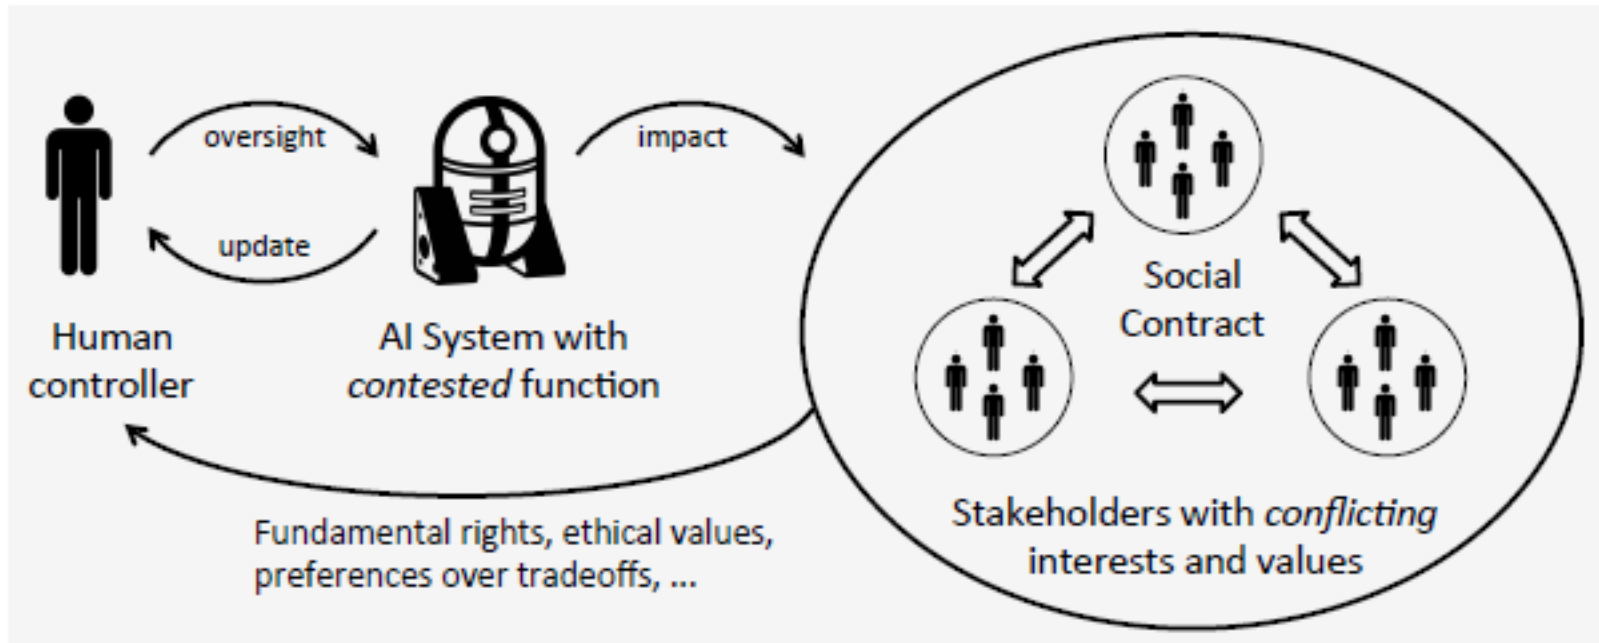 oversight
impact
update
Human
controller
AI System with
contested function
Social
Contract
Stakeholders with conflicting
interests and values
Fundamental rights, ethical values,
preferences over tradeoffs, ...